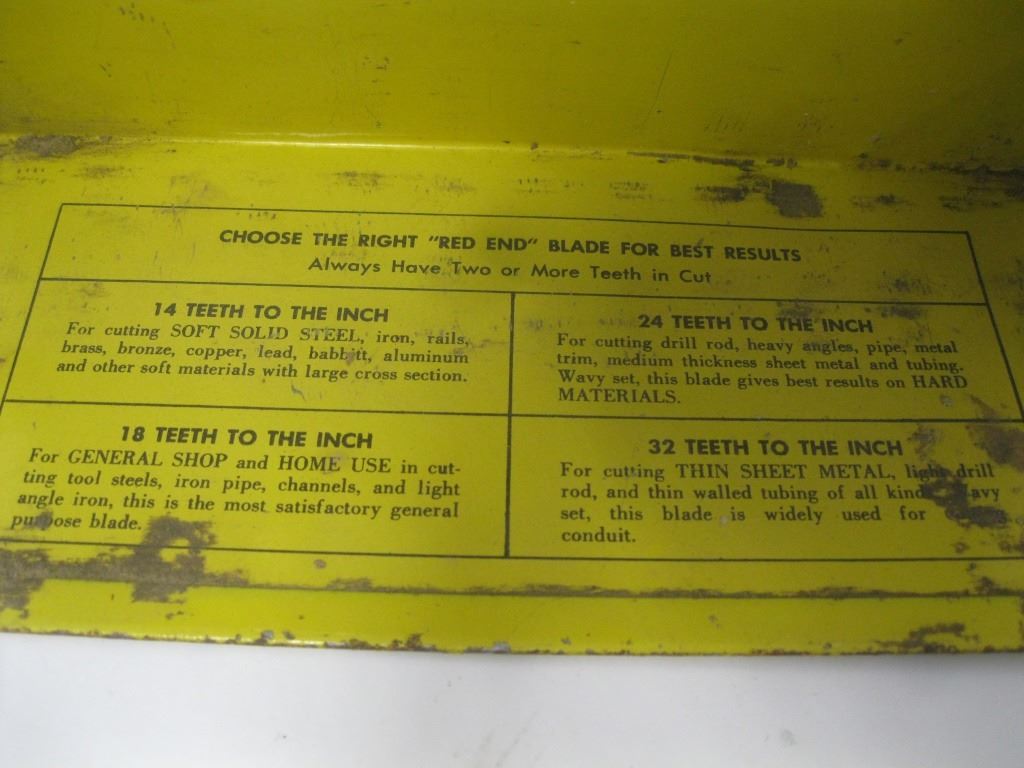 CHOOSE THE RIGHT "RED END" BLADE FOR BEST RESULTS
Always Have Two or More Teeth in Cut
14 TEETH TO THE INCH
For cutting SOFT SOLID STEEL, iron, rails,
brass, bronze, copper, lead, babbitt, aluminum
and other soft materials with large cross section.
18 TEETH TO THE INCH
For GENERAL SHOP and HOME USE in cut-
ting tool steels, iron pipe, channels, and light
angle iron, this is the most satisfactory general
purpose blade.
24 TEETH TO THE INCH
For cutting drill rod, heavy angles, pipe, metal
trim, medium thickness sheet metal and tubing.
Wavy set, this blade gives best results on HARD
MATERIALS.
32 TEETH TO THE INCH
For cutting THIN SHEET METAL, light drill
rod, and thin walled tubing of all
set, this blade is widely used for
conduit.